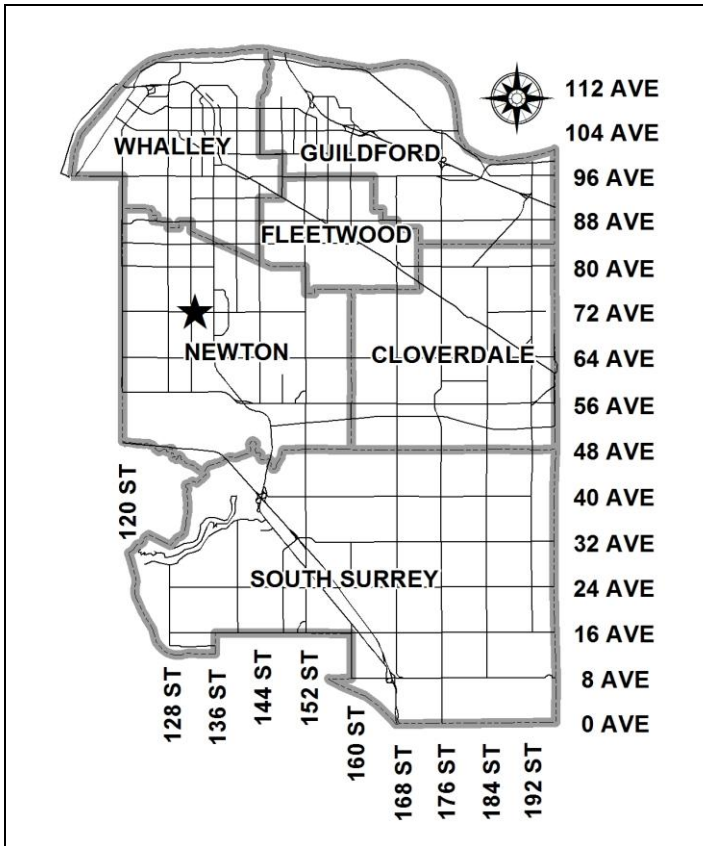 112 AVE
104 AVE
WHALLEY
GUILDFORD
96 AVE
88 AVE
FLEETWOOD
80 AVE
72 AVE
NEWTON
CLOVERDALE
64 AVE
56 AVE
48 AVE
120 ST
40 AVE
32 AVE
SOUTH SURREY
24 AVE
16 AVE
8 AVE
0 AVE
128 ST
136 ST
144 ST
152 ST
160 ST
168 ST
176 ST
184 ST
192 ST